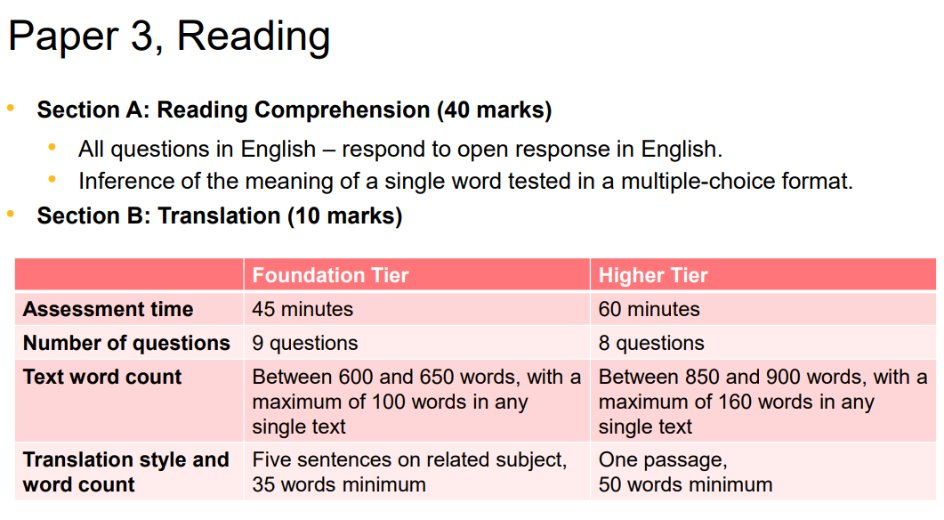 Paper 3, Reading
• Section A: Reading Comprehension (40 marks)
• All questions in English – respond to open response in English.
• Inference of the meaning of a single word tested in a multiple-choice format.
• Section B: Translation (10 marks)
Foundation Tier Higher Tier
Assessment time 45 minutes 60 minutes
Number of questions 9 questions 8 questions
Text word count Between 600 and 650 words, with a Between 850 and 900 words, with a
maximum of 100 words in any maximum of 160 words in any
single text single text
Translation style and Five sentences on related subject, One passage,
word count 35 words minimum 50 words minimum